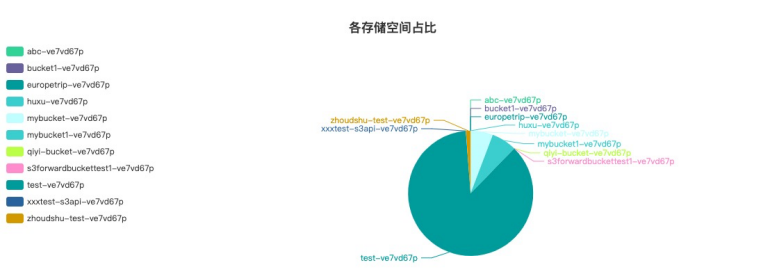 各存储空间占比
abc-ve7vd67p
bucket1-ve7vd67p
europetrip-ve7vd67p
huxu-ve7vd67p
mybucket-ve7vd67p
mybucket1-ve7vd67p
qiyi-bucket-ve7vd67p
s3forwardbuckettest1-ve7vd67p
test-ve7vd67p
xxxtest-s3api-ve7vd67p
zhoudshu-test-ve7vd67p
abc-ve7vd67p
bucket1-ve7vd67p
europetrip-ve7vd67p
huxu-ve7vd67p
mybucket-ve7vd67p
mybucket1-ve7vd67p
qiyi-bucket-ve7vd67p
s3forwardbuckettest1-ve7vd67p
zhoudshu-test-ve7vd67p
xxxtest-s3api-ve7vd67p
test-ve7vd67p